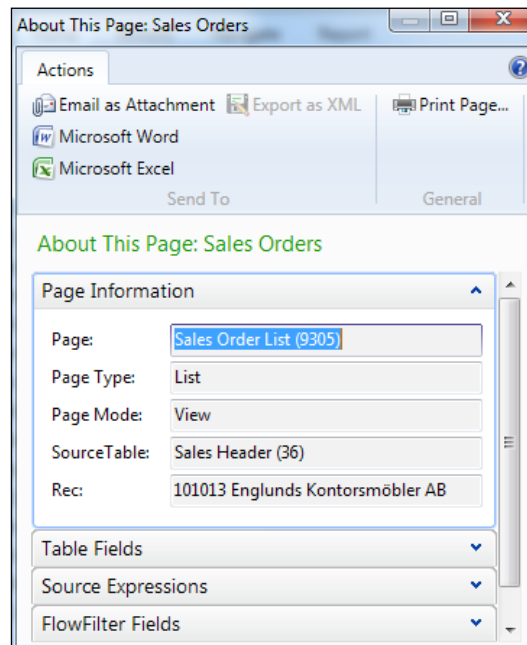 About This Page: Sales Orders
Actions
Email as Attachment Export as XML Print Page...
Microsoft Word
Microsoft Excel
Send To General
About This Page: Sales Orders
Page Information
Page: Sales Order List (9305)
Page Type: List
Page Mode: View
SourceTable: Sales Header (36)
Rec: 101013 Englunds Kontorsmöbler AB
Table Fields
Source Expressions
FlowFilter Fields